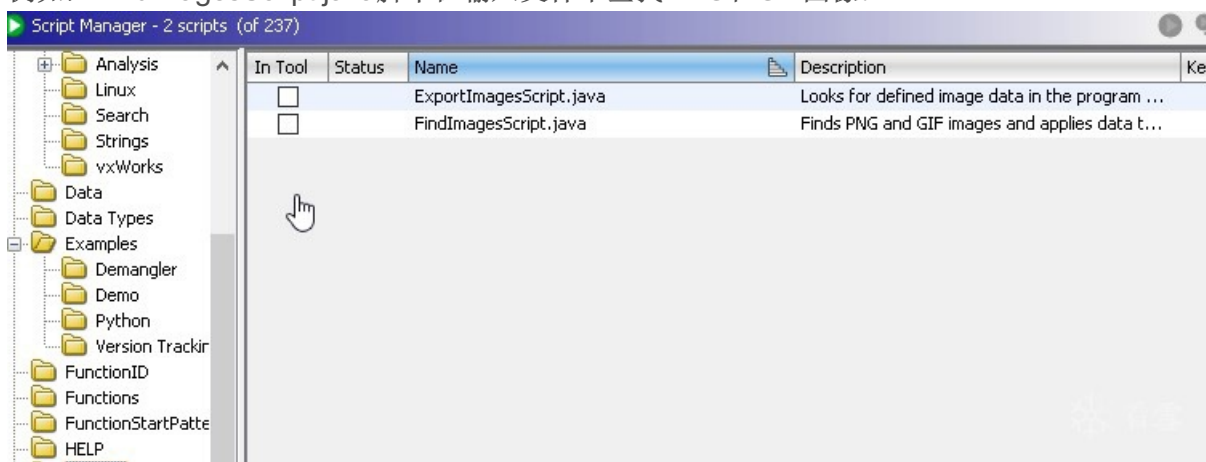 Script Manager - 2 scripts (of 237)
Analysis
Linux
Search
Strings
vxWorks
Data
Data Types
Examples
Demangler
Demo
Python
Version Trackir
FunctionID
Functions
FunctionStartPatte
HELP
In Tool Status Name Description Ke
ExportImagesScript.java Looks for defined image data in the program ...
FindImagesScript.java Finds PNG and GIF images and applies data t...